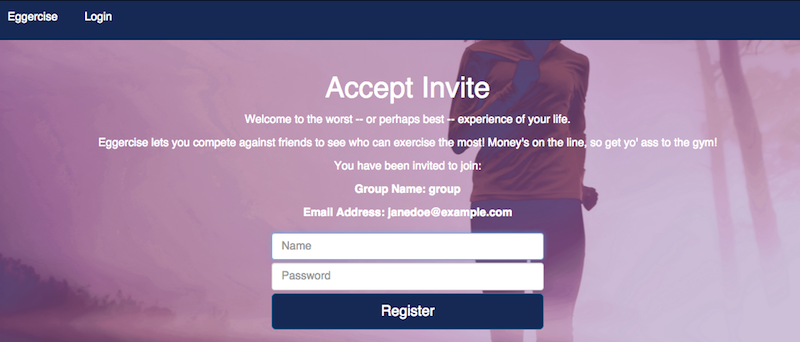 Eggercise Login
Accept Invite
Welcome to the worst -- or perhaps best -- experience of your life.
Eggercise lets you compete against friends to see who can exercise the most! Money's on the line, so get yo' ass to the gym!
You have been invited to join:
Group Name: group
Email Address: janedoe@example.com
Name
Password
Register